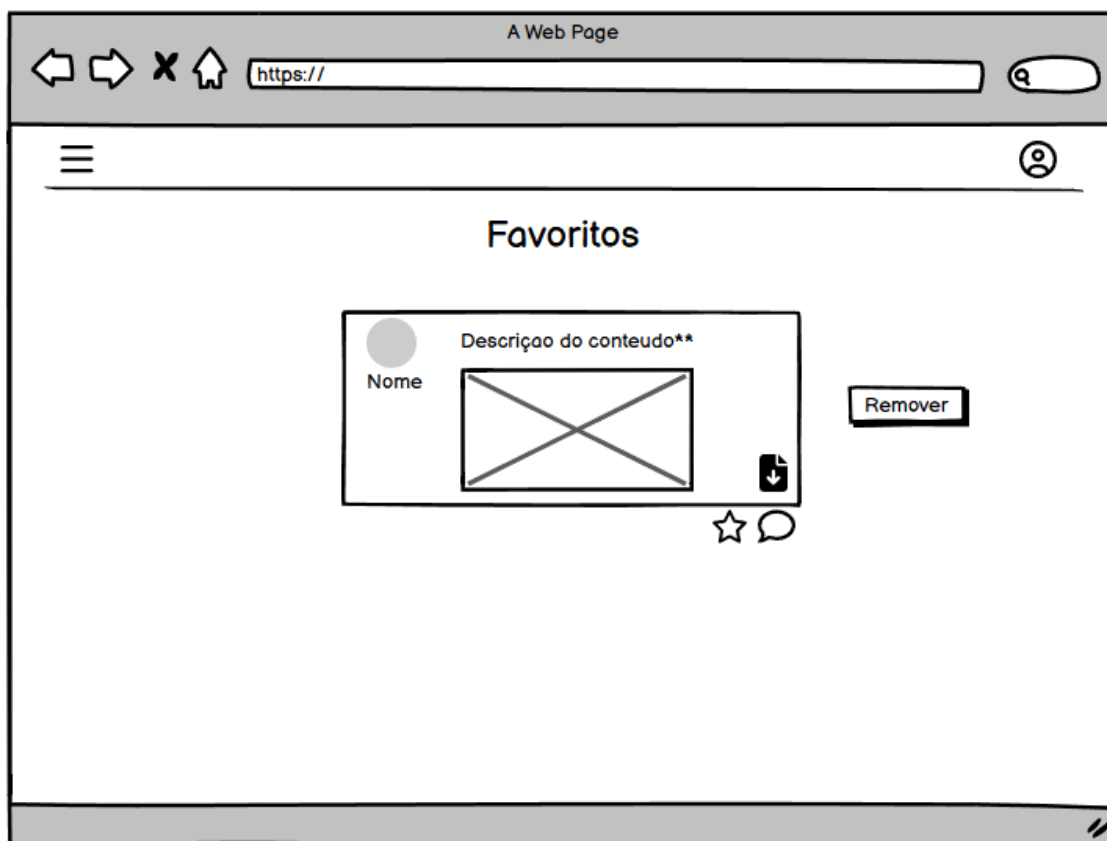 A Web Page
https://
Favoritos
Descriçao do conteudo**
Nome
Remover